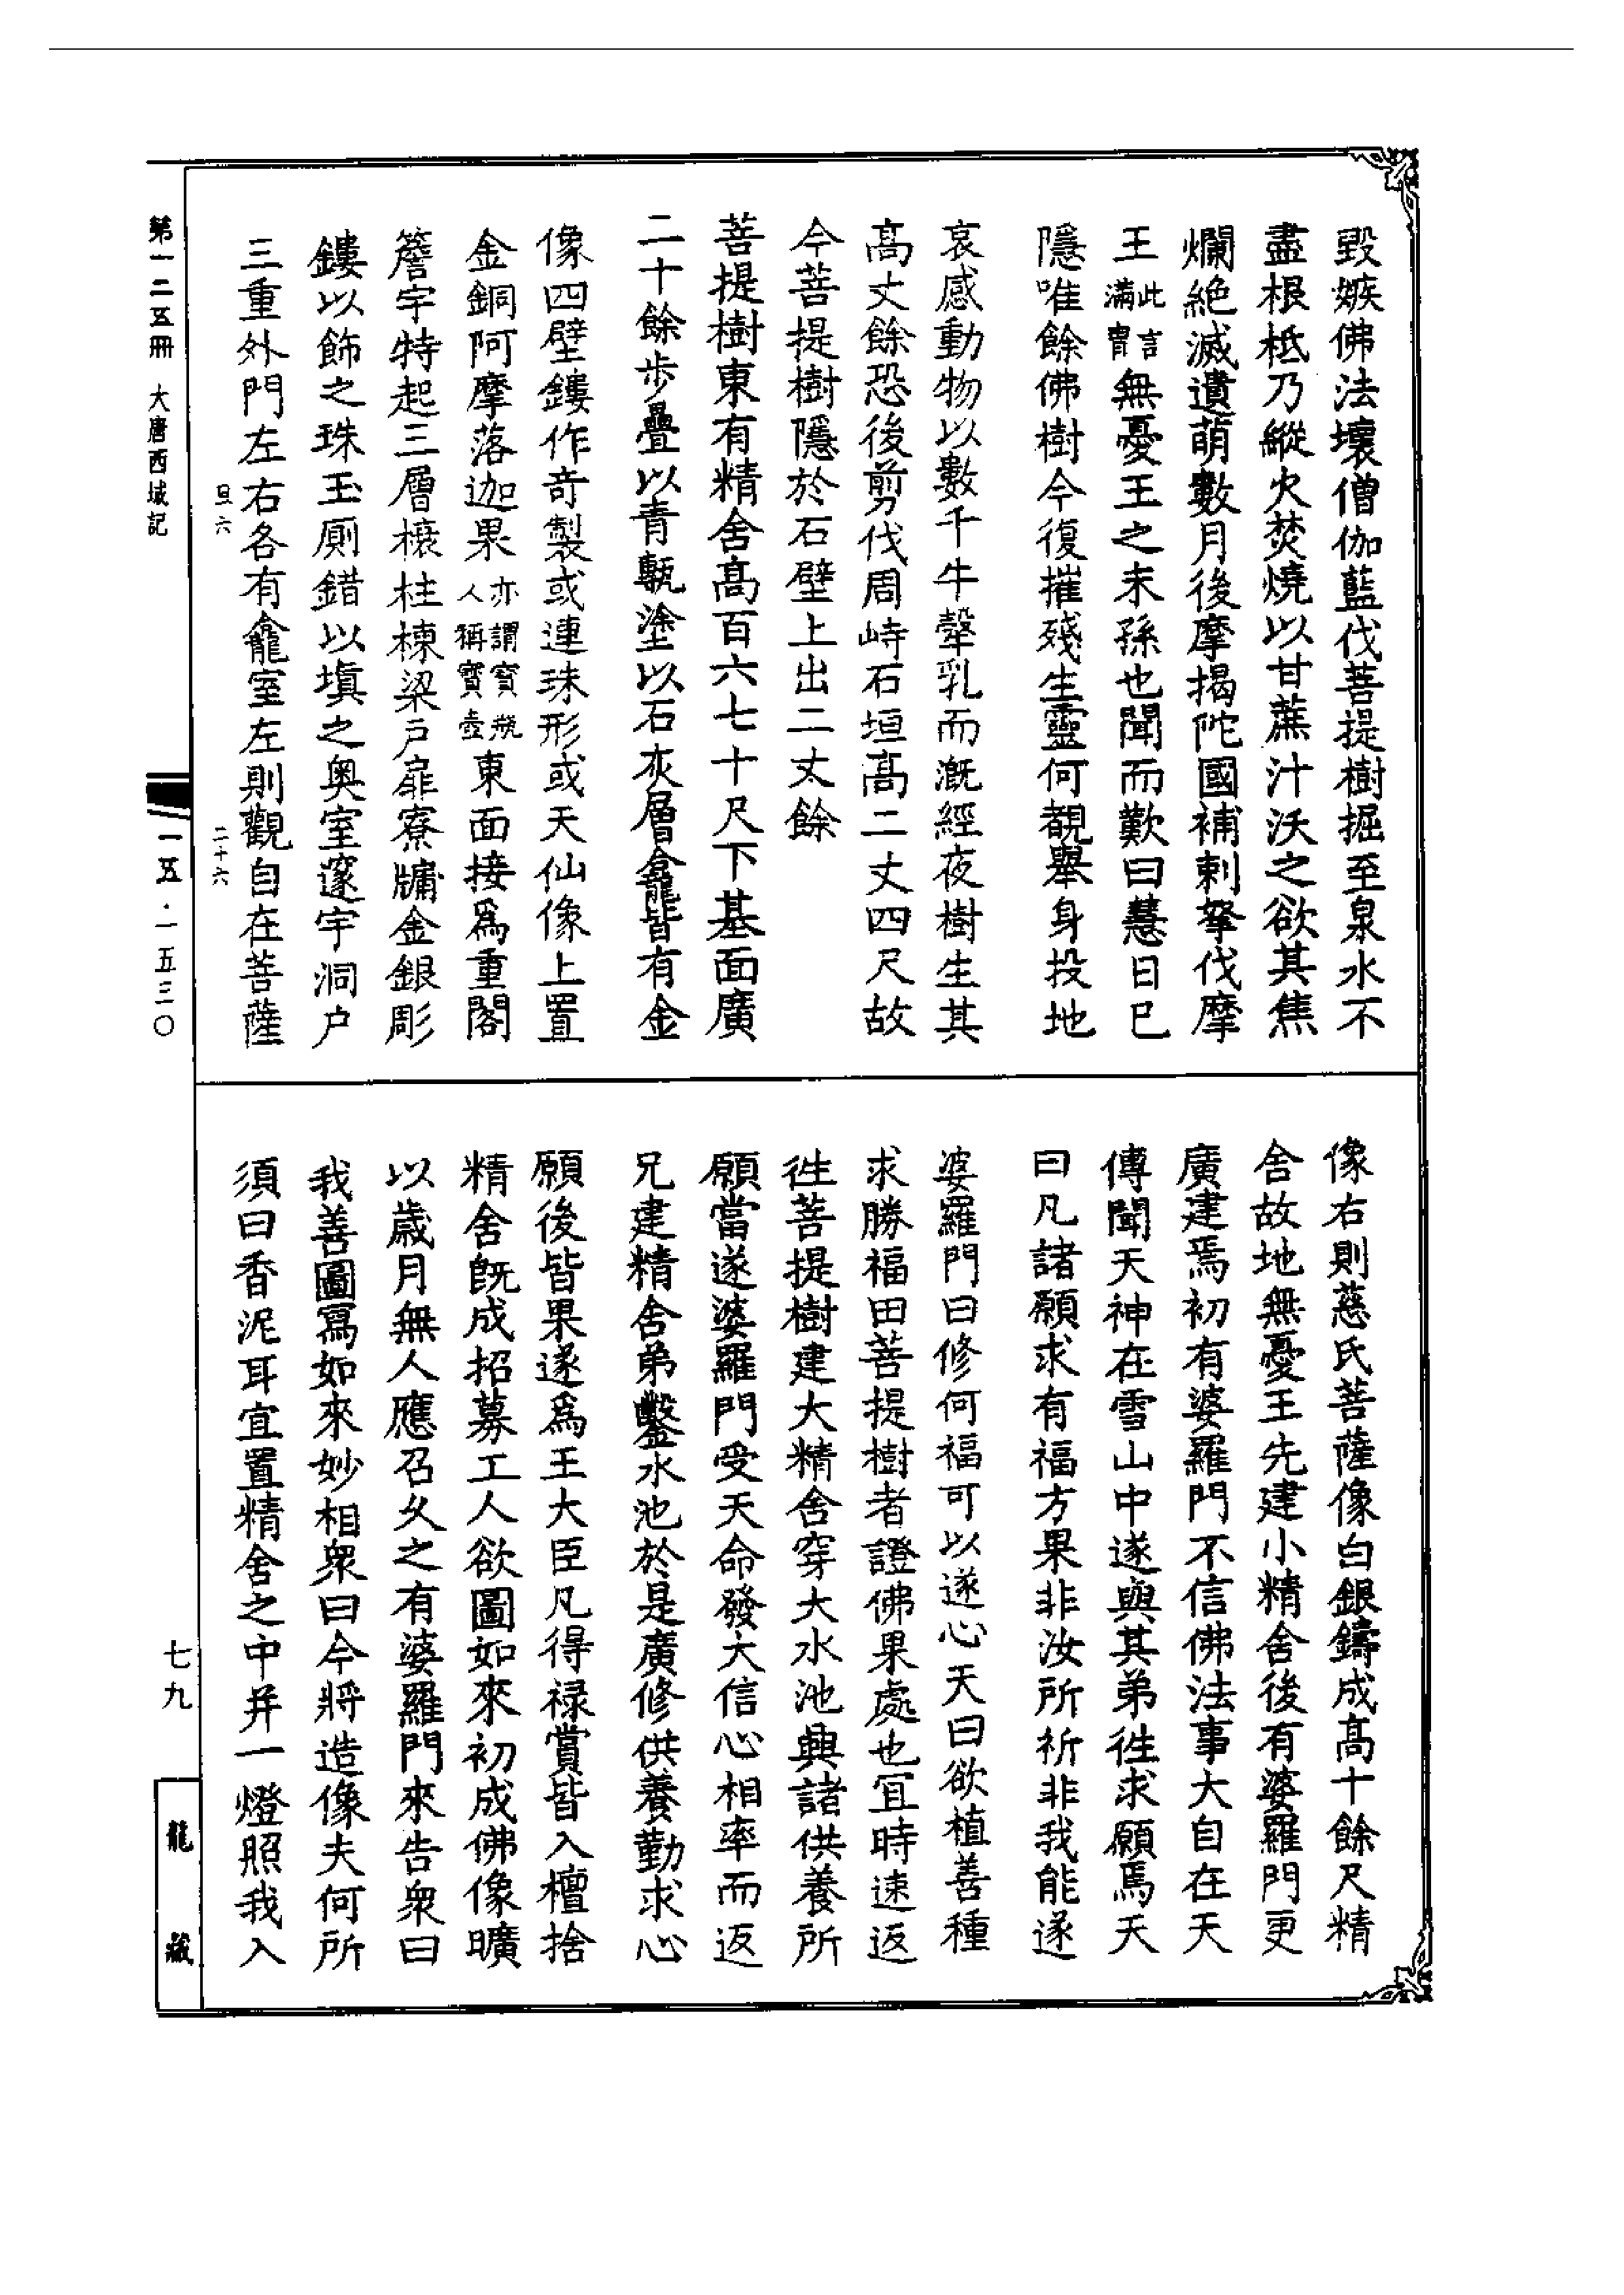 毀嫉佛法壞僧伽藍伐菩提樹掘至泉水不
盡根柢乃縱火焚燒以甘蔗汁沃之欲其焦
爛絕滅遺萌數月後摩揭陀國補剌拏伐摩
王此言滿胄無憂王之末孫也聞而歎曰慧日已
隱唯餘佛樹今復摧殘生靈何覩舉身投地
哀感動物以數千牛𤛗乳而溉經夜樹生其
高丈餘恐後剪伐周峙石垣高二丈四尺故
今菩提樹隱於石壁上出二丈餘
菩提樹東有精舍高百六七十尺下基面廣
二十餘步疊以青甎塗以石灰層龕皆有金
像四壁鏤作奇製或連珠形或天仙像上置
金銅阿摩落迦果亦謂寶瓶人稱寶壺東面接爲重閣
簷宇特起三層榱柱棟梁戶扉寮牖金銀彫
鏤以飾之珠玉廁錯以塡之奧室邃宇洞戶
三重外門左右各有龕室左則觀自在菩薩
旦六 二十六
像右則慈氏菩薩像白銀鑄成高十餘尺精
舍故地無憂王先建小精舍後有婆羅門更
廣建焉初有婆羅門不信佛法事大自在天
傳聞天神在雪山中遂與其弟往求願焉天
曰凡諸願求有福方果非汝所祈非我能遂
婆羅門曰修何福可以遂心天曰欲植善種
求勝福田菩提樹者證佛果處也宜時速返
往菩提樹建大精舍穿大水池興諸供養所
願當遂婆羅門受天命發大信心相率而返
兄建精舍弟鑿水池於是廣修供養勤求心
願後皆果遂爲王大臣凡得祿賞皆入檀捨
精舍旣成招募工人欲圖如來初成佛像曠
以歲月無人應召久之有婆羅門來告衆曰
我善圖寫如來妙相衆曰今將造像夫何所
須曰香泥耳宜置精舍之中并一燈照我入
第一二五冊 大唐西域記
一五·一五三〇
七九
龍藏